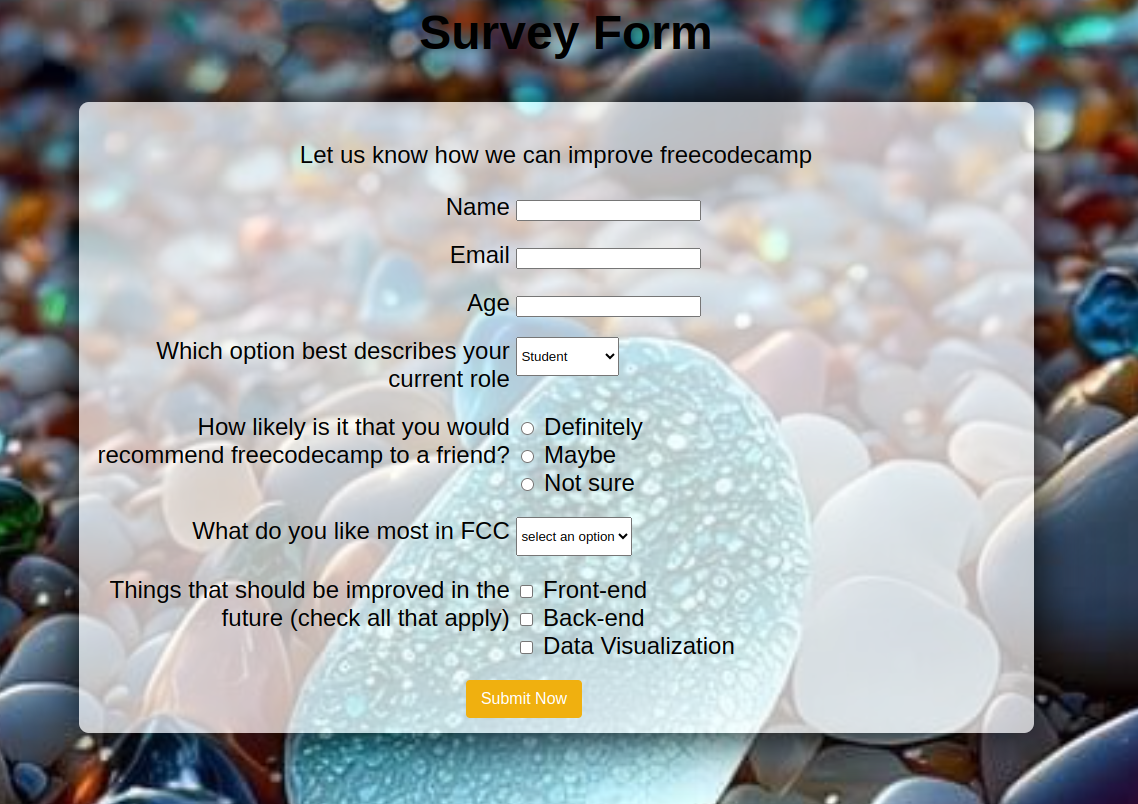 Survey Form
Let us know how we can improve freecodecamp
Name
Email
Age
Which option best describes your
current role
Student
How likely is it that you would
recommend freecodecamp to a friend?
Definitely
Maybe
Not sure
What do you like most in FCC
select an option
Things that should be improved in the
future (check all that apply)
Front-end
Back-end
Data Visualization
Submit Now